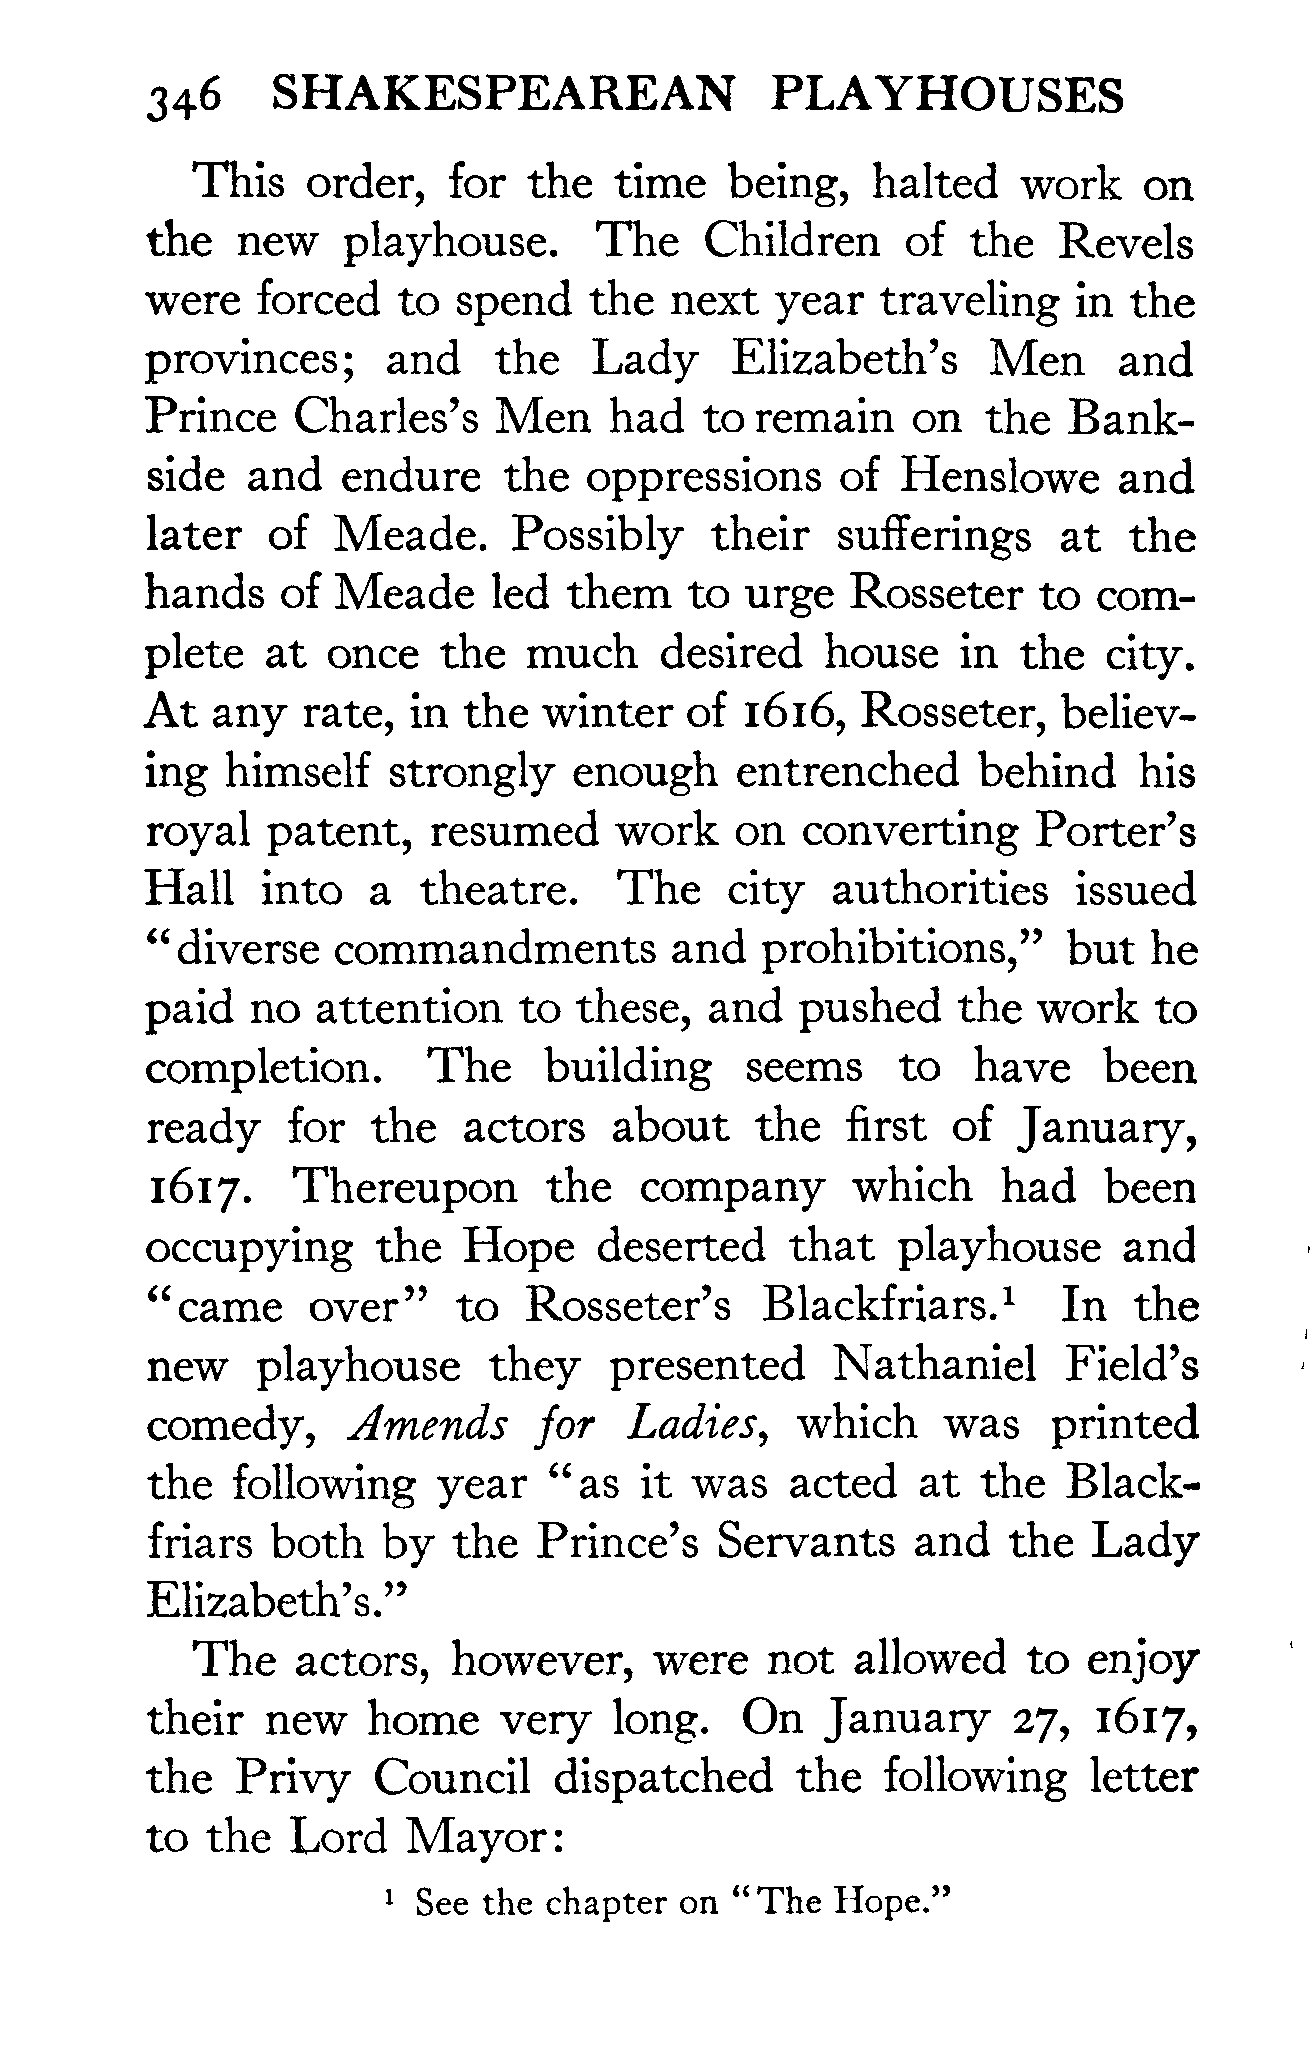 346 SHAKESPEAREAN PLAYHOUSES
This order, for the time being, halted work on
the new playhouse. The Children of the Revels
were forced to spend the next year traveling in the
provinces; and the Lady Elizabeth's Men and
Prince Charles's Men had to remain on the Bank-
side and endure the oppressions of Henslowe and
later of Meade. Possibly their sufferings at the
hands of Meade led them to urge Rosseter to com-
plete at once the much desired house in the city.
At any rate, in the winter of 1616, Rosseter, believ-
ing himself strongly enough entrenched behind his
royal patent, resumed work on converting Porter's
Hall into a theatre. The city authorities issued
"diverse commandments and prohibitions," but he
paid no attention to these, and pushed the work to
completion. The building seems to have been
ready for the actors about the first of January,
1617. Thereupon the company which had been
occupying the Hope deserted that playhouse and
"came over" to Rosseter's Blackfriars.¹ In the
new playhouse they presented Nathaniel Field's
comedy, Amends for Ladies, which was printed
the following year "as it was acted at the Black-
friars both by the Prince's Servants and the Lady
Elizabeth's."
The actors, however, were not allowed to enjoy
their new home very long. On January 27, 1617,
the Privy Council dispatched the following letter
to the Lord Mayor:
¹ See the chapter on "The Hope."